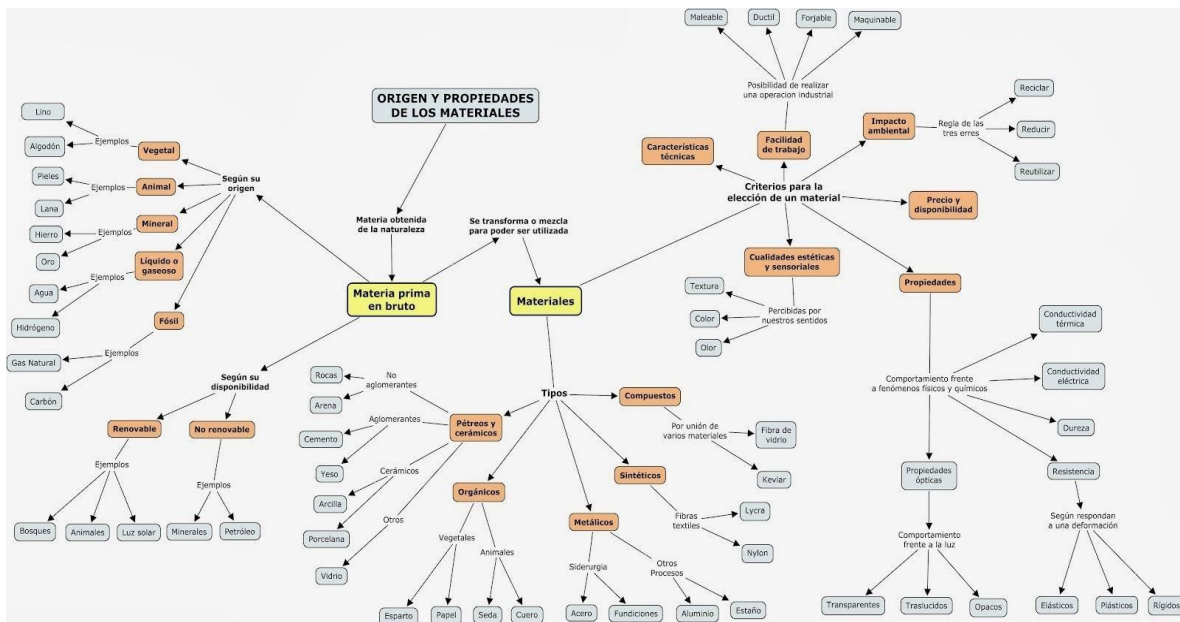 ORIGEN Y PROPIEDADES
DE LOS MATERIALES
Materia obtenida
de la naturaleza
Materia prima
en bruto
Según su
origen
Vegetal
Ejemplos
Lino
Algodón
Animal
Ejemplos
Pieles
Lana
Mineral
Ejemplos
Hierro
Oro
Líquido o
gaseoso
Ejemplos
Agua
Hidrógeno
Fósil
Ejemplos
Gas Natural
Carbón
Según su
disponibilidad
Renovable
Ejemplos
Bosques
Animales
Luz solar
No renovable
Ejemplos
Minerales
Petróleo
Se transforma o mezcla
para poder ser utilizada
Materiales
Tipos
Pétreos y
cerámicos
No
aglomerantes
Rocas
Arena
Aglomerantes
Cemento
Yeso
Cerámicos
Arcilla
Porcelana
Otros
Vidrio
Orgánicos
Vegetales
Esparto
Papel
Animales
Seda
Cuero
Metálicos
Siderurgia
Acero
Fundiciones
Otros
Procesos
Aluminio
Estaño
Sintéticos
Fibras
textiles
Lycra
Nylon
Compuestos
Por unión de
varios materiales
Fibra de
vidrio
Kevlar
Criterios para la
elección de un material
Características
técnicas
Facilidad
de trabajo
Posibilidad de realizar
una operacion industrial
Maleable
Ductil
Forjable
Maquinable
Impacto
ambiental
Regla de las
tres erres
Reciclar
Reducir
Reutilizar
Precio y
disponibilidad
Cualidades estéticas
y sensoriales
Percibidas por
nuestros sentidos
Textura
Color
Olor
Propiedades
Comportamiento frente
a fenómenos físicos y químicos
Conductividad
térmica
Conductividad
eléctrica
Dureza
Resistencia
Según respondan
a una deformación
Elásticos
Plásticos
Rígidos
Propiedades
ópticas
Comportamiento
frente a la luz
Transparentes
Traslucidos
Opacos